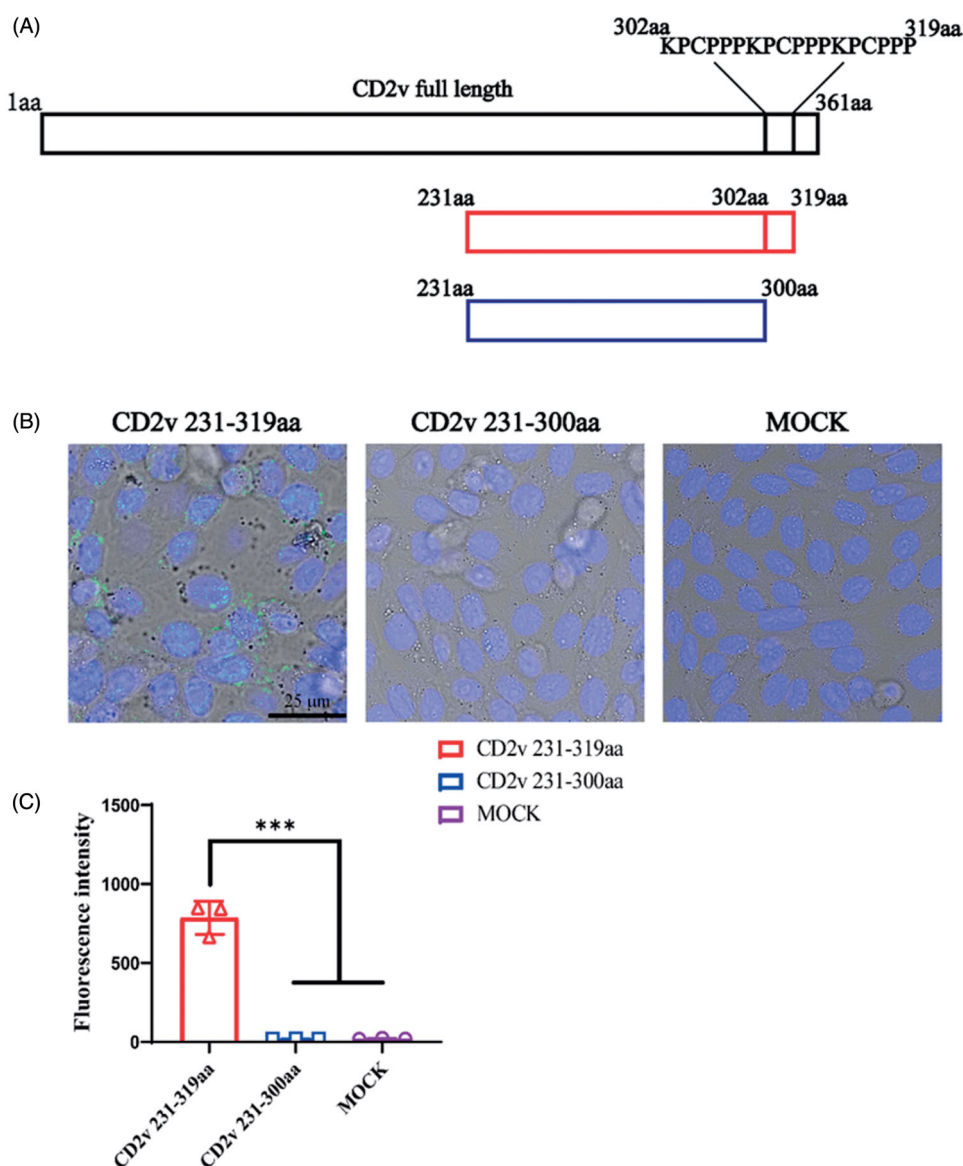 (A)
302aa 319aa
KPCPPPKPCPPPKPCPPP
CD2v full length
1aa 361aa
231aa 302aa 319aa
231aa 300aa
(B)
CD2v 231-319aa CD2v 231-300aa MOCK
25 μm
CD2v 231-319aa
CD2v 231-300aa
MOCK
(C)
1500
***
1000
500
0
Fluorescence intensity
CD2v 231-319aa
CD2v 231-300aa
MOCK